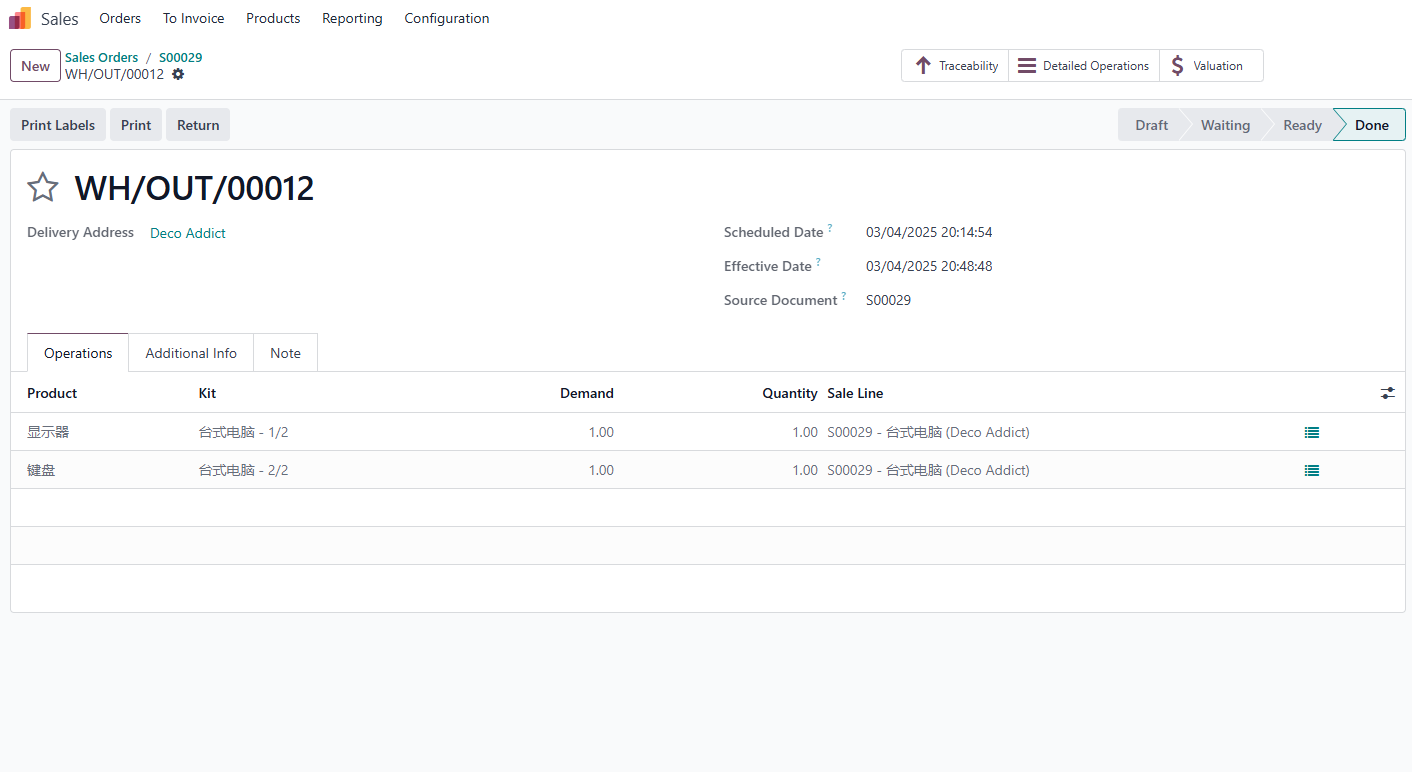 Sales Orders To Invoice Products Reporting Configuration
New Sales Orders / S00029
WH/OUT/00012
Traceability Detailed Operations Valuation
Print Labels Print Return Draft Waiting Ready Done
WH/OUT/00012
Delivery Address Deco Addict
Scheduled Date ? 03/04/2025 20:14:54
Effective Date ? 03/04/2025 20:48:48
Source Document ? S00029
Operations Additional Info Note
Product Kit Demand Quantity Sale Line
显示器 台式电脑 - 1/2 1.00 1.00 S00029 - 台式电脑 (Deco Addict)
键盘 台式电脑 - 2/2 1.00 1.00 S00029 - 台式电脑 (Deco Addict)